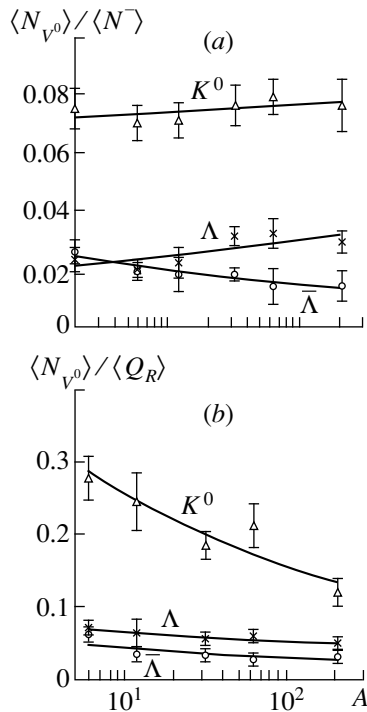 ⟨N_{V^0}⟩/⟨N^-⟩
(a)
0.08
K^0
0.06
0.04
Λ
0.02
Λ̅
0
⟨N_{V^0}⟩/⟨Q_R⟩
(b)
0.3
K^0
0.2
0.1
Λ
Λ̅
0
10^1 10^2 A